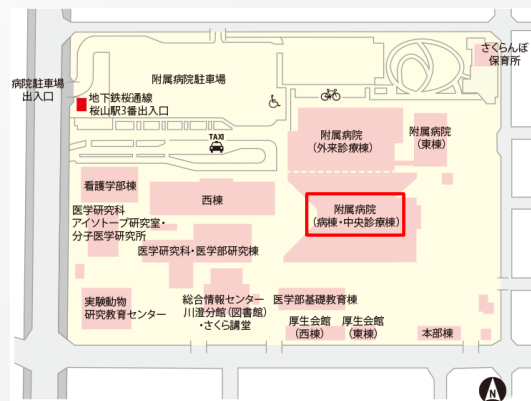 さくらんぼ
保育所
病院駐車場
出入口
附属病院駐車場
地下鉄桜通線
桜山駅3番出入口
TAXI
附属病院
(外来診療棟)
附属病院
(東棟)
看護学部棟
西棟
附属病院
(病棟・中央診療棟)
医学研究科
アイソトープ研究室・
分子医学研究所
医学研究科・医学部研究棟
実験動物
研究教育センター
総合情報センター
川澄分館(図書館)
・さくら講堂
医学部基礎教育棟
厚生会館
(西棟)
厚生会館
(東棟)
本部棟
N